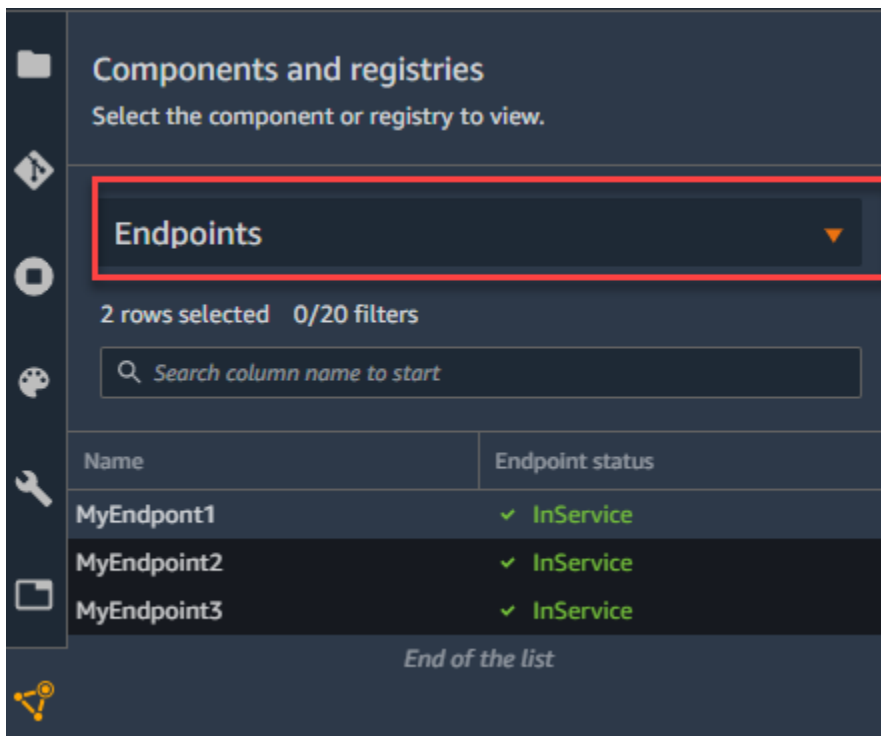 Components and registries
Select the component or registry to view.
Endpoints
2 rows selected 0/20 filters
Search column name to start
Name Endpoint status
MyEndpont1 InService
MyEndpoint2 InService
MyEndpoint3 InService
End of the list